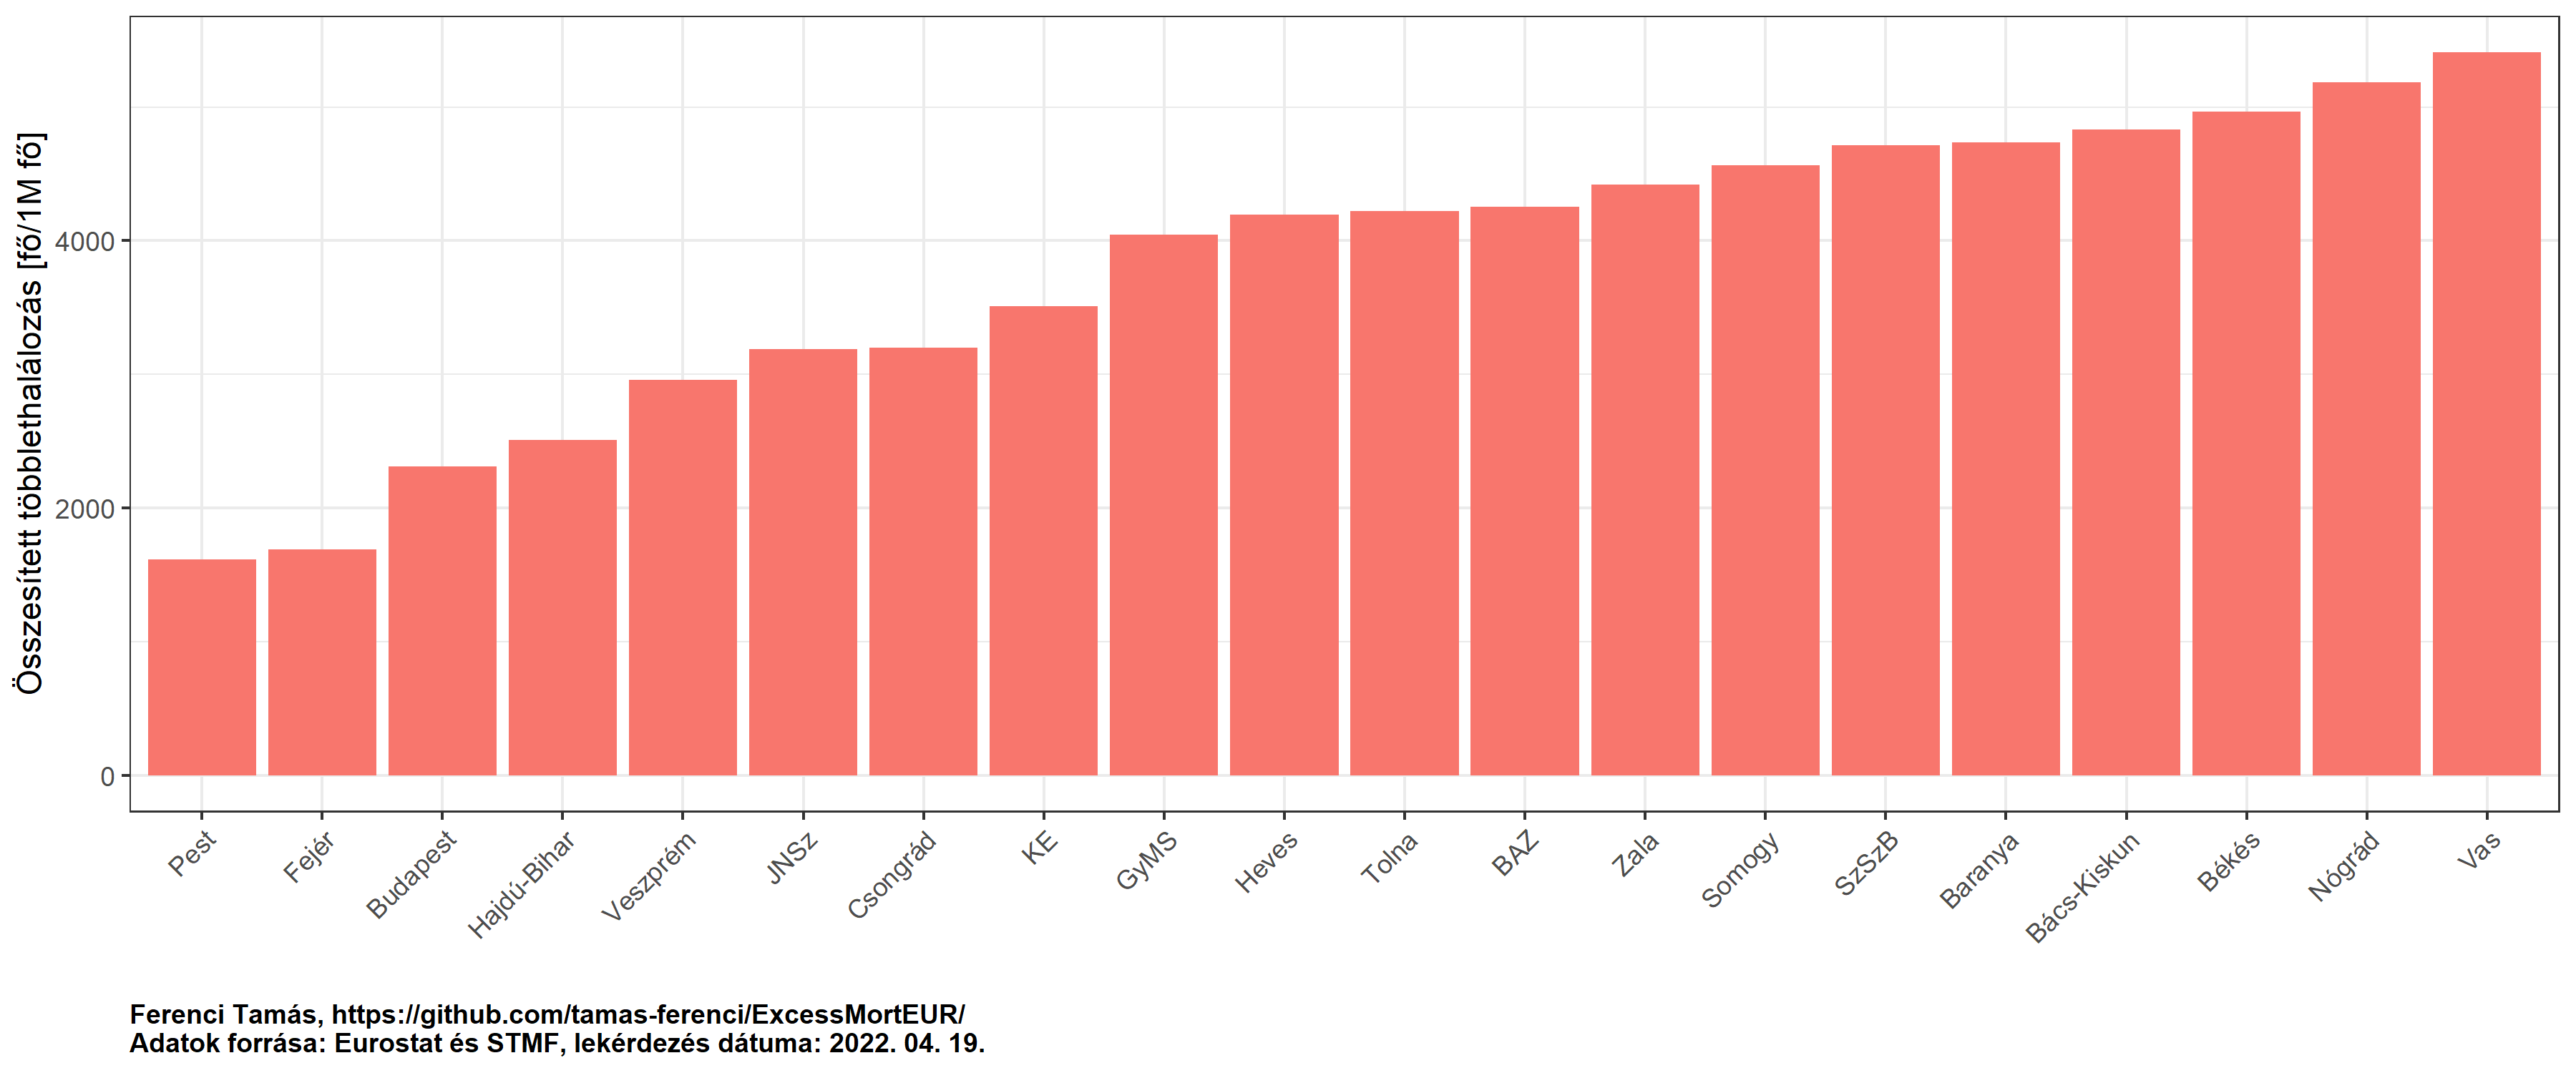 Összesített többlethalálozás [fő/1M fő]
4000
2000
0
Pest
Fejér
Budapest
Hajdú-Bihar
Veszprém
JNSz
Csongrád
KE
GyMS
Heves
Tolna
BAZ
Zala
Somogy
SzSzB
Baranya
Bács-Kiskun
Békés
Nógrád
Vas
Ferenci Tamás, https://github.com/tamas-ferenci/ExcessMortEUR/
Adatok forrása: Eurostat és STMF, lekérdezés dátuma: 2022. 04. 19.